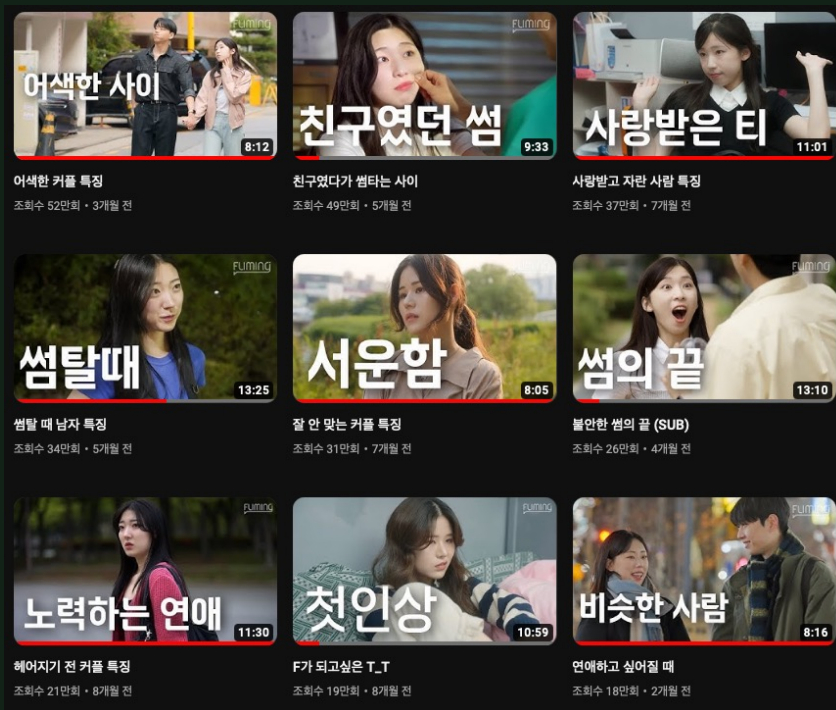 FUMING
어색한 사이
8:12
어색한 커플 특징
조회수 52만회 • 3개월 전
FUMING
친구였던 썸
9:33
친구였다가 썸타는 사이
조회수 49만회 • 5개월 전
사랑받은 티
11:01
사랑받고 자란 사람 특징
조회수 37만회 • 7개월 전
FUMING
썸탈때
13:25
썸탈 때 남자 특징
조회수 34만회 • 5개월 전
서운함
8:05
잘 안 맞는 커플 특징
조회수 31만회 • 7개월 전
FUMING
썸의 끝
13:10
불안한 썸의 끝 (SUB)
조회수 26만회 • 4개월 전
FUMING
노력하는 연애
11:30
헤어지기 전 커플 특징
조회수 21만회 • 8개월 전
FUMING
첫인상
10:59
F가 되고싶은 T_T
조회수 19만회 • 8개월 전
FUMING
비슷한 사람
8:16
연애하고 싶어질 때
조회수 18만회 • 2개월 전